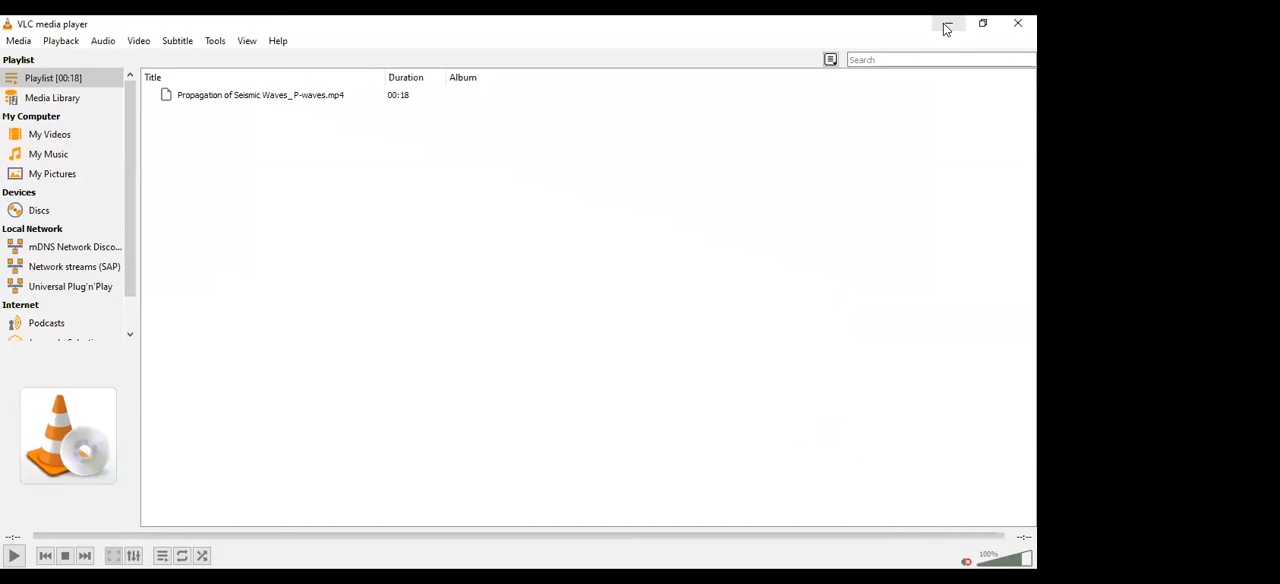 VLC media player
Media Playback Audio Video Subtitle Tools View Help
Playlist
Search
Playlist [00:18]
Title Duration Album
Propagation of Seismic Waves_ P-waves.mp4 00:18
Media Library
My Computer
My Videos
My Music
My Pictures
Devices
Discs
Local Network
mDNS Network Disco...
Network streams (SAP)
Universal Plug'n'Play
Internet
Podcasts
--:-- --:--
100%